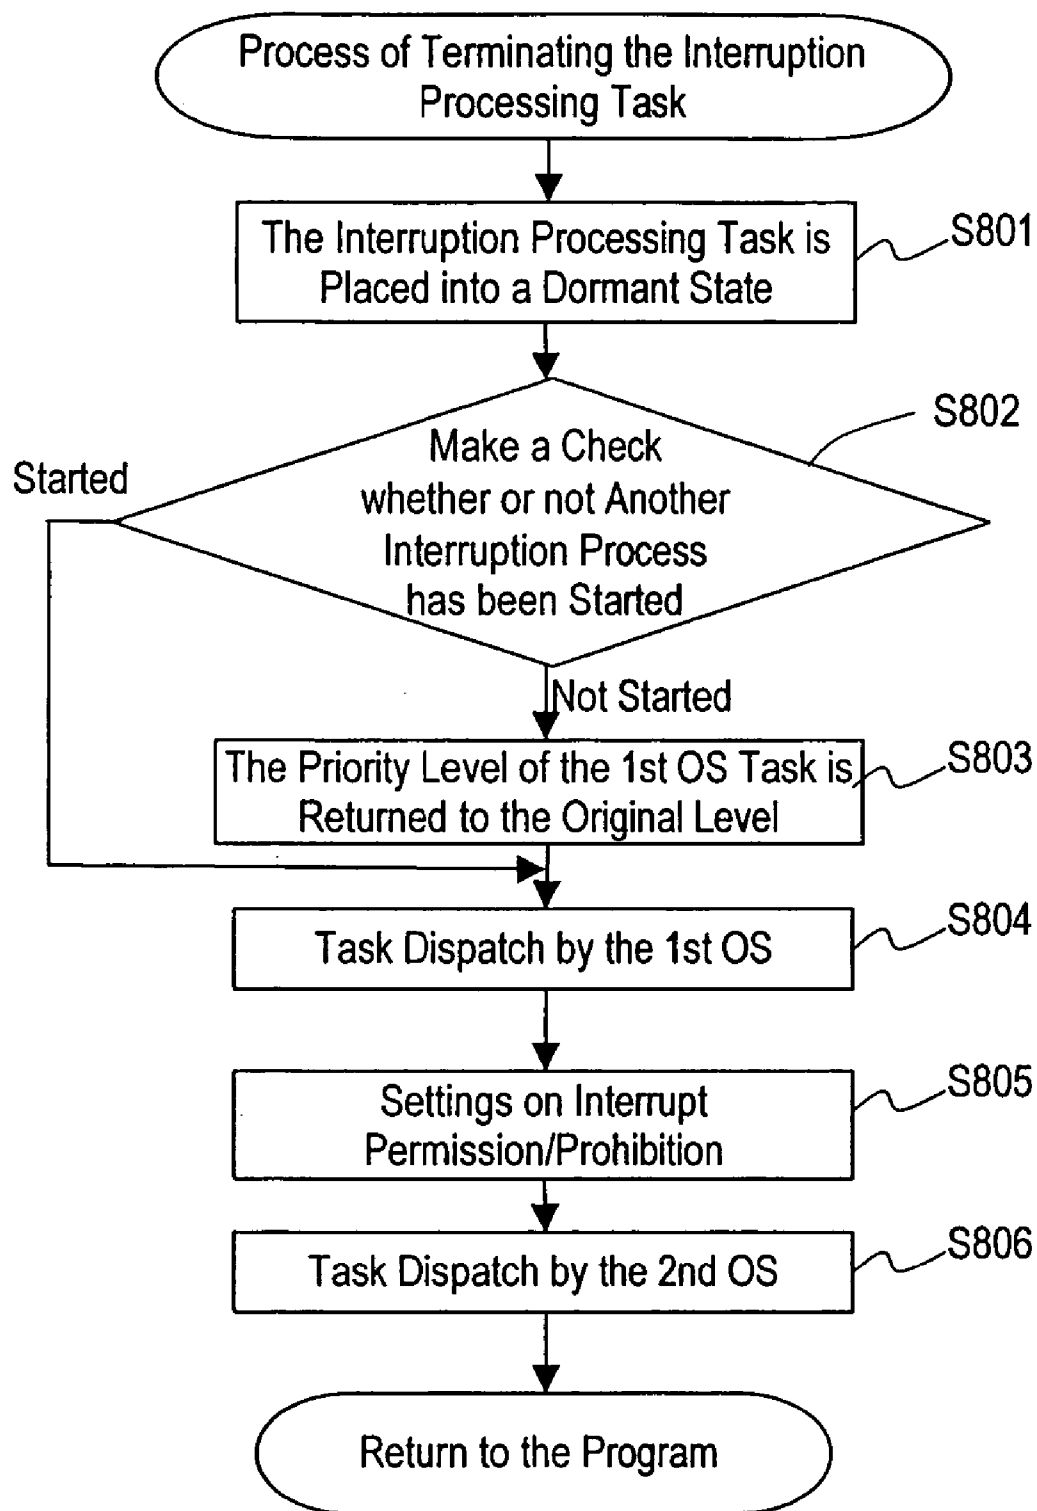 Process of Terminating the Interruption
Processing Task
The Interruption Processing Task is
Placed into a Dormant State
S801
S802
Make a Check
whether or not Another
Interruption Process
has been Started
Started
Not Started
The Priority Level of the 1st OS Task is
Returned to the Original Level
S803
Task Dispatch by the 1st OS
S804
Settings on Interrupt
Permission/Prohibition
S805
Task Dispatch by the 2nd OS
S806
Return to the Program